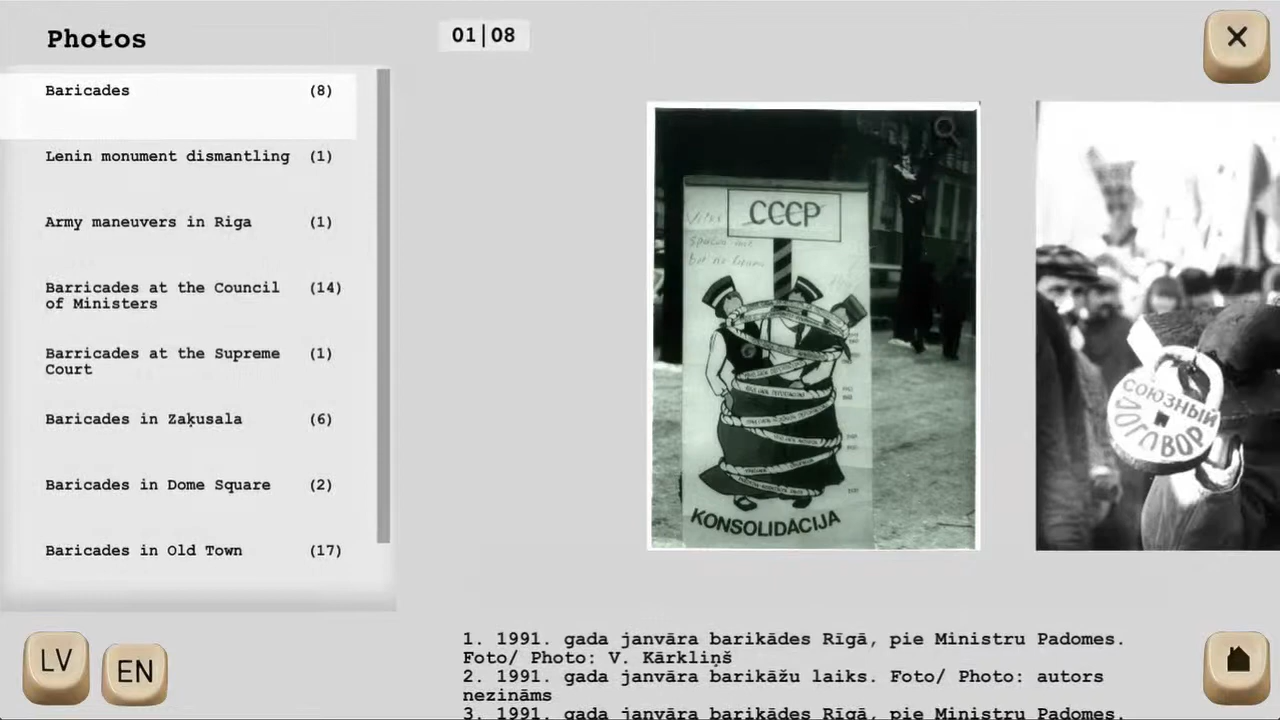 Photos
01|08
Baricades (8)
Lenin monument dismantling (1)
Army maneuvers in Riga (1)
Barricades at the Council (14)
of Ministers
Barricades at the Supreme (1)
Court
Baricades in Zaķusala (6)
Baricades in Dome Square (2)
Baricades in Old Town (17)
LV
EN
СССР
KONSOLIDACIJA
СОЮЗНЫЙ
ДОГОВОР
1. 1991. gada janvāra barikādes Rīgā, pie Ministru Padomes.
Foto/ Photo: V. Kārkliņš
2. 1991. gada janvāra barikāžu laiks. Foto/ Photo: autors
nezināms
3. 1991. gada janvāra barikādes Rīgā, pie Ministru Padomes.